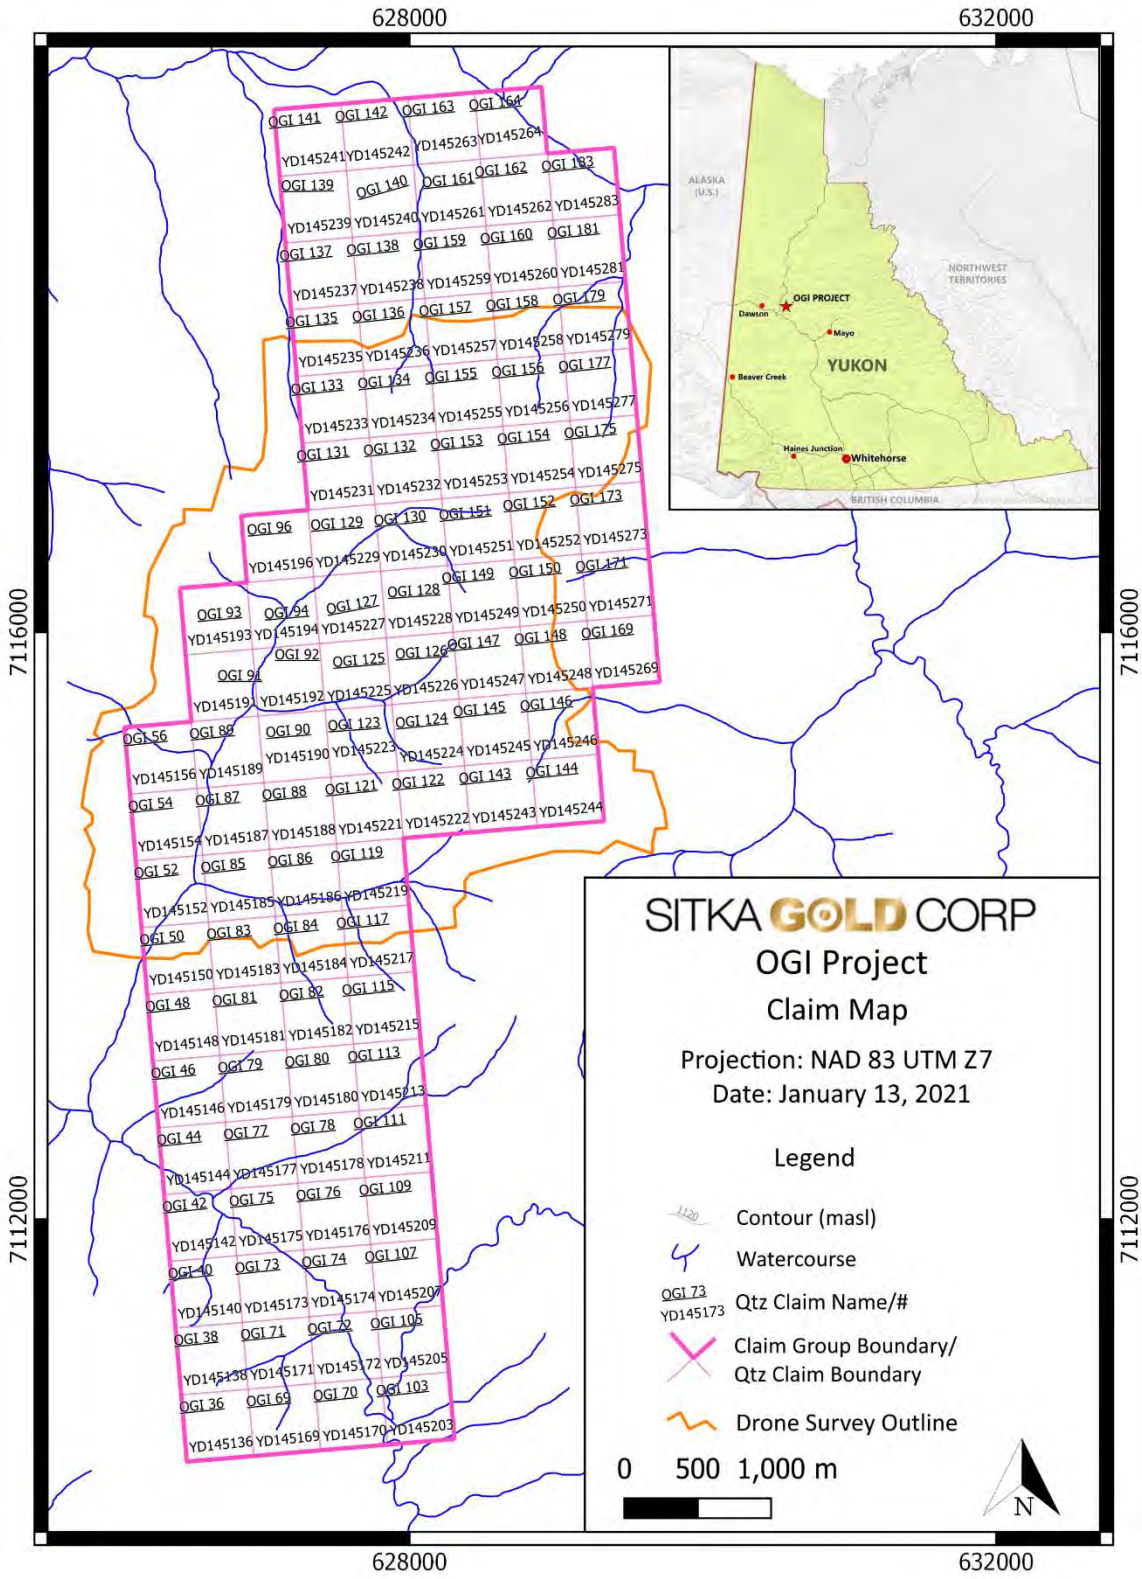 628000
632000
OGI 141 OGI 142 OGI 163 OGI 164
YD145241 YD145242 YD145263 YD145264
OGI 139 OGI 140 OGI 161 OGI 162 OGI 183
YD145239 YD145240 YD145261 YD145262 YD145283
OGI 137 OGI 138 OGI 159 OGI 160 OGI 181
YD145237 YD145238 YD145259 YD145260 YD145281
OGI 135 OGI 136 OGI 157 OGI 158 OGI 179
YD145235 YD145236 YD145257 YD145258 YD145279
OGI 133 OGI 134 OGI 155 OGI 156 OGI 177
YD145233 YD145234 YD145255 YD145256 YD145277
OGI 131 OGI 132 OGI 153 OGI 154 OGI 175
YD145231 YD145232 YD145253 YD145254 YD145275
OGI 96 OGI 129 OGI 130 OGI 151 OGI 152 OGI 173
YD145196 YD145229 YD145230 YD145251 YD145252 YD145273
OGI 93 OGI 94 OGI 127 OGI 128 OGI 149 OGI 150 OGI 171
YD145193 YD145194 YD145227 YD145228 YD145249 YD145250 YD145271
OGI 91 OGI 92 OGI 125 OGI 126 OGI 147 OGI 148 OGI 169
YD145191 YD145192 YD145225 YD145226 YD145247 YD145248 YD145269
OGI 56 OGI 89 OGI 90 OGI 123 OGI 124 OGI 145 OGI 146
YD145156 YD145189 YD145190 YD145223 YD145224 YD145245 YD145246
OGI 54 OGI 87 OGI 88 OGI 121 OGI 122 OGI 143 OGI 144
YD145154 YD145187 YD145188 YD145221 YD145222 YD145243 YD145244
OGI 52 OGI 85 OGI 86 OGI 119
YD145152 YD145185 YD145186 YD145219
OGI 50 OGI 83 OGI 84 OGI 117
YD145150 YD145183 YD145184 YD145217
OGI 48 OGI 81 OGI 82 OGI 115
YD145148 YD145181 YD145182 YD145215
OGI 46 OGI 79 OGI 80 OGI 113
YD145146 YD145179 YD145180 YD145213
OGI 44 OGI 77 OGI 78 OGI 111
YD145144 YD145177 YD145178 YD145211
OGI 42 OGI 75 OGI 76 OGI 109
YD145142 YD145175 YD145176 YD145209
OGI 40 OGI 73 OGI 74 OGI 107
YD145140 YD145173 YD145174 YD145207
OGI 38 OGI 71 OGI 72 OGI 105
YD145138 YD145171 YD145172 YD145205
OGI 36 OGI 69 OGI 70 OGI 103
YD145136 YD145169 YD145170 YD145203
7116000
7116000
7112000
7112000
ALASKA
(U.S.)
NORTHWEST
TERRITORIES
OGI PROJECT
Dawson
Mayo
YUKON
Beaver Creek
Haines Junction
Whitehorse
BRITISH COLUMBIA
SITKA GOLD CORP
OGI Project
Claim Map
Projection: NAD 83 UTM Z7
Date: January 13, 2021
Legend
1120
Contour (masl)
Watercourse
OGI 73
YD145173
Qtz Claim Name/#
Claim Group Boundary/
Qtz Claim Boundary
Drone Survey Outline
0 500 1,000 m
N
628000
632000